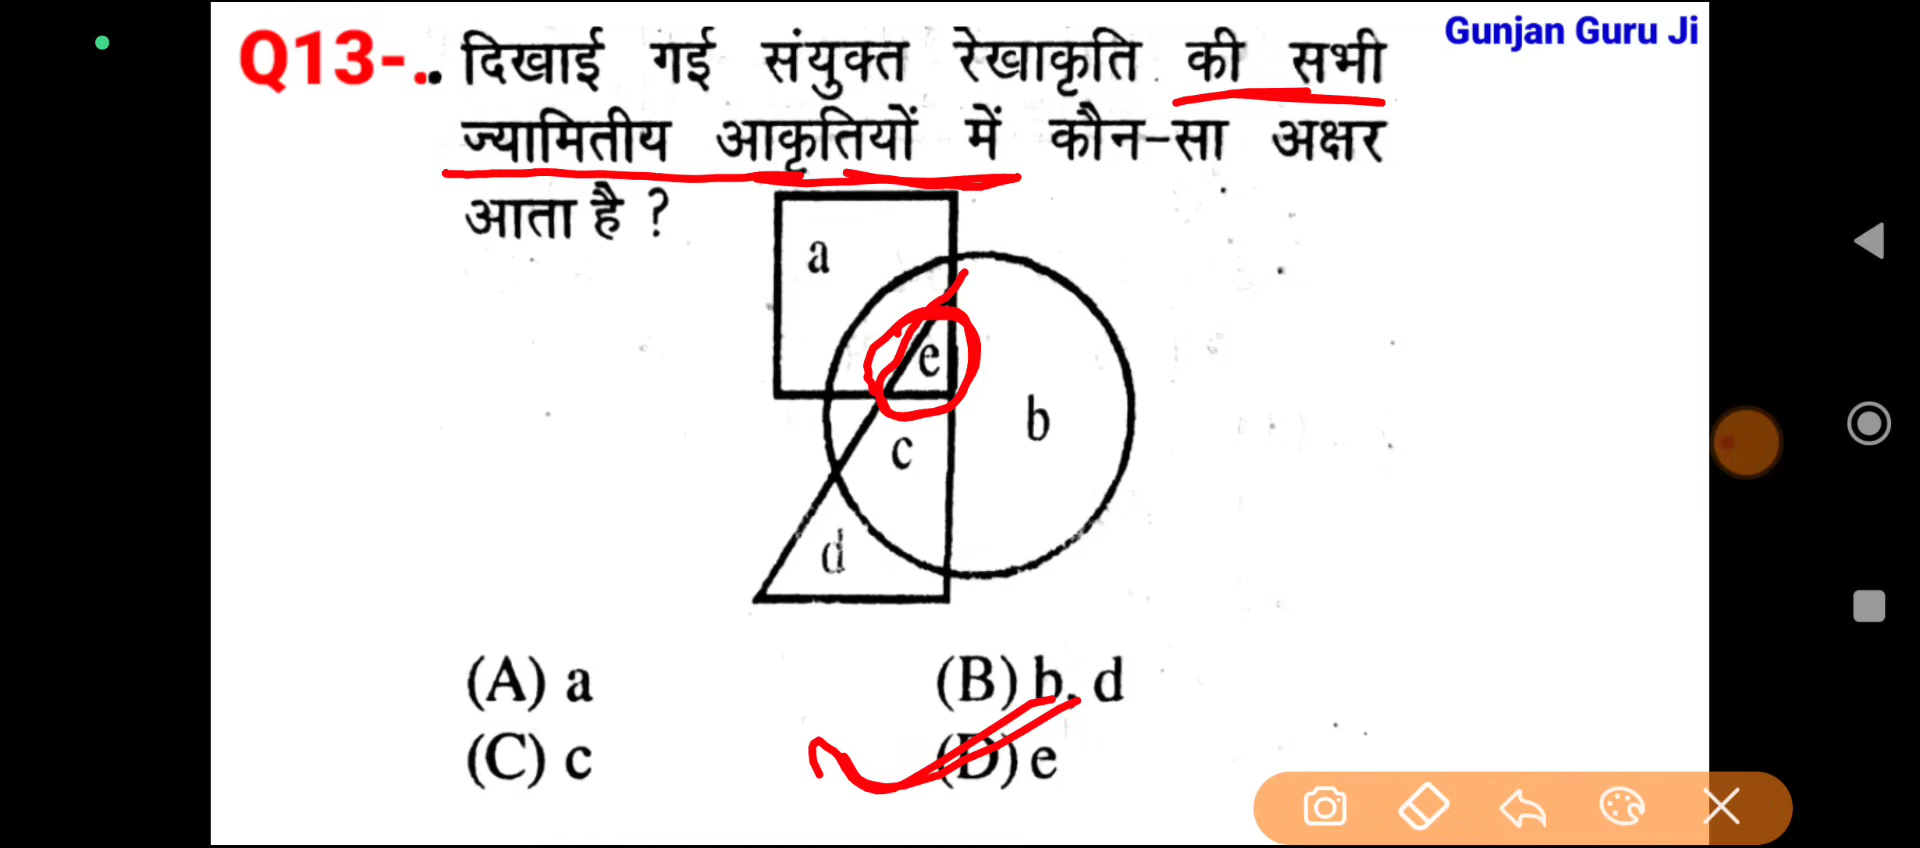 Gunjan Guru Ji
Q13-.. दिखाई गई संयुक्त रेखाकृति की सभी
ज्यामितीय आकृतियों में कौन-सा अक्षर
आता है ?
a
e
b
c
d
(A) a (B) b, d
(C) c (D) e